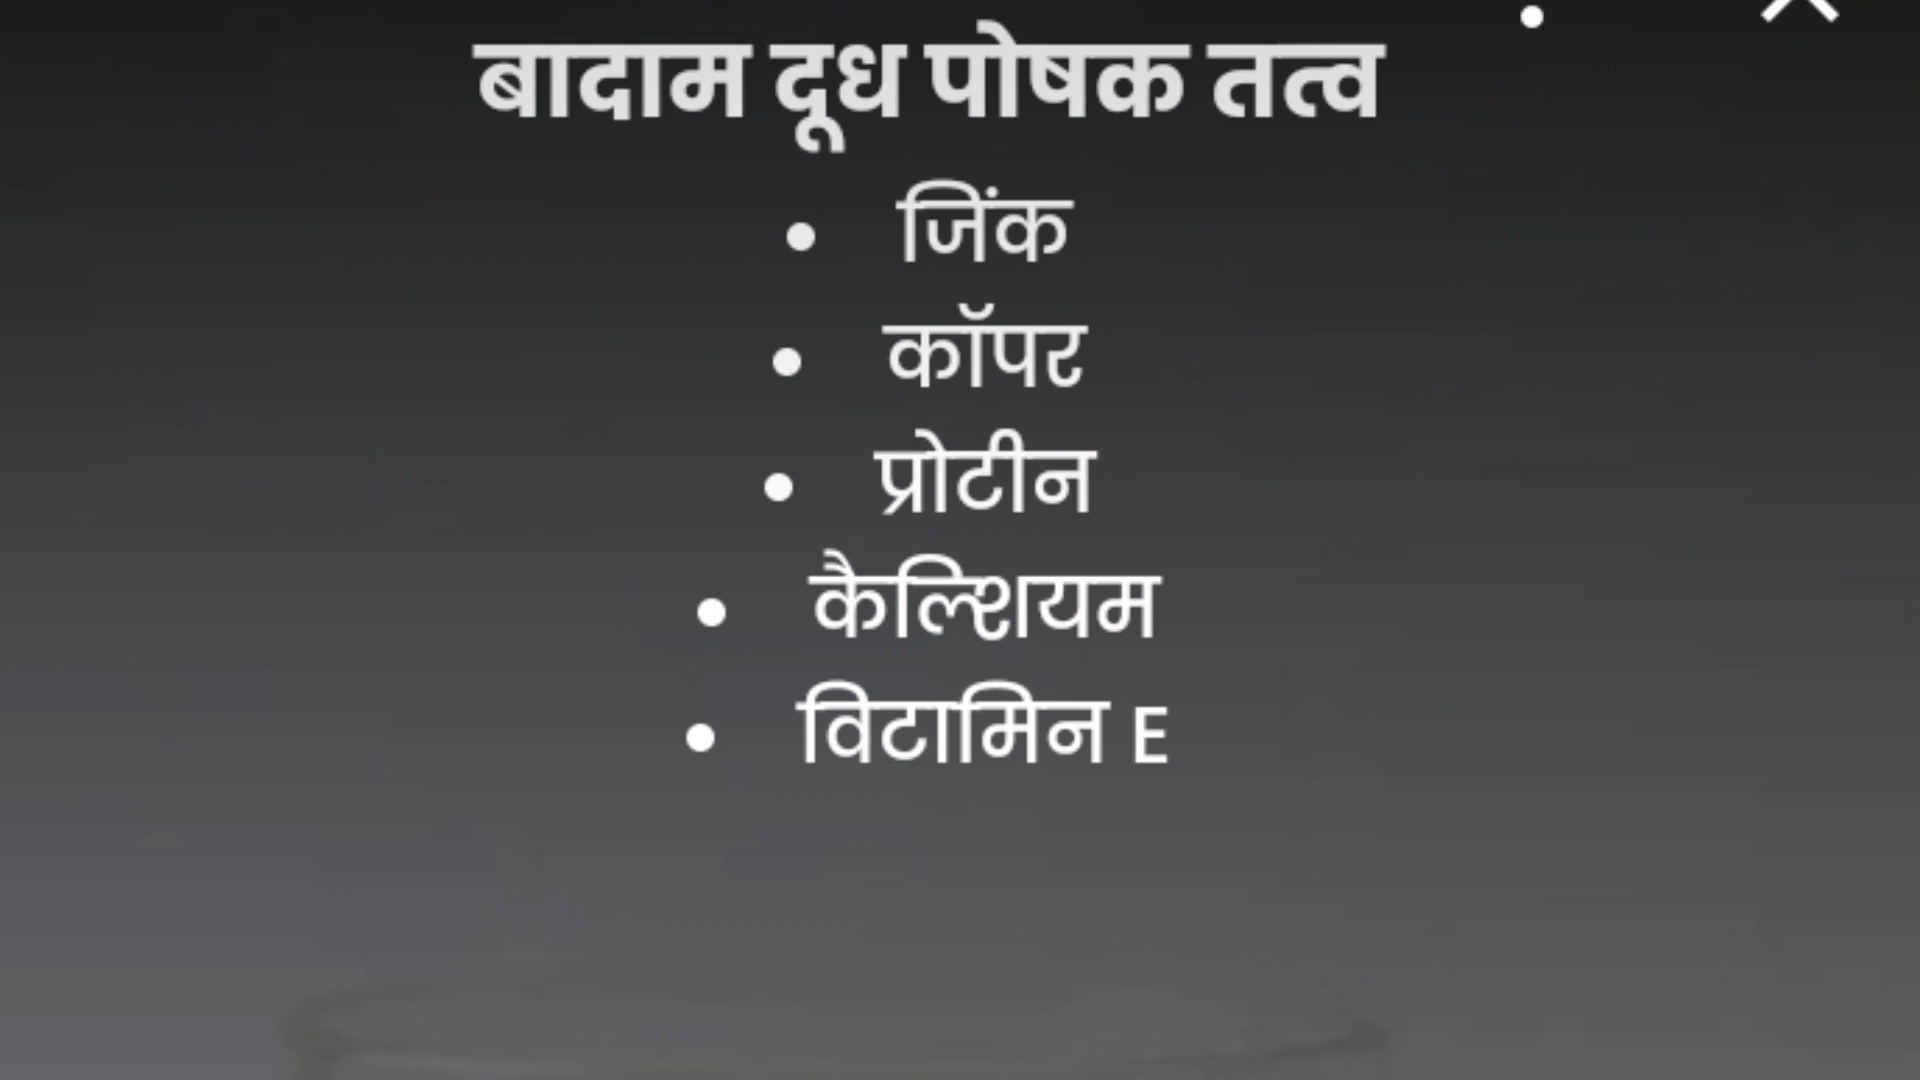 बादाम दूध पोषक तत्व
• जिंक
• कॉपर
• प्रोटीन
• कैल्शियम
• विटामिन E